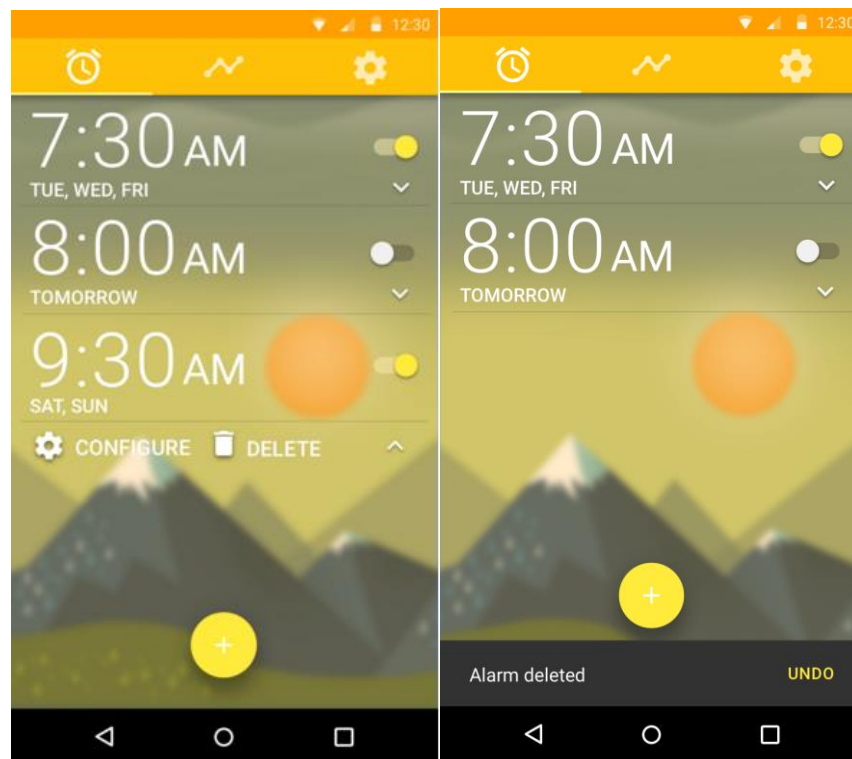 12:30
7:30 AM
TUE, WED, FRI
8:00 AM
TOMORROW
9:30 AM
SAT, SUN
CONFIGURE DELETE
12:30
7:30 AM
TUE, WED, FRI
8:00 AM
TOMORROW
Alarm deleted UNDO